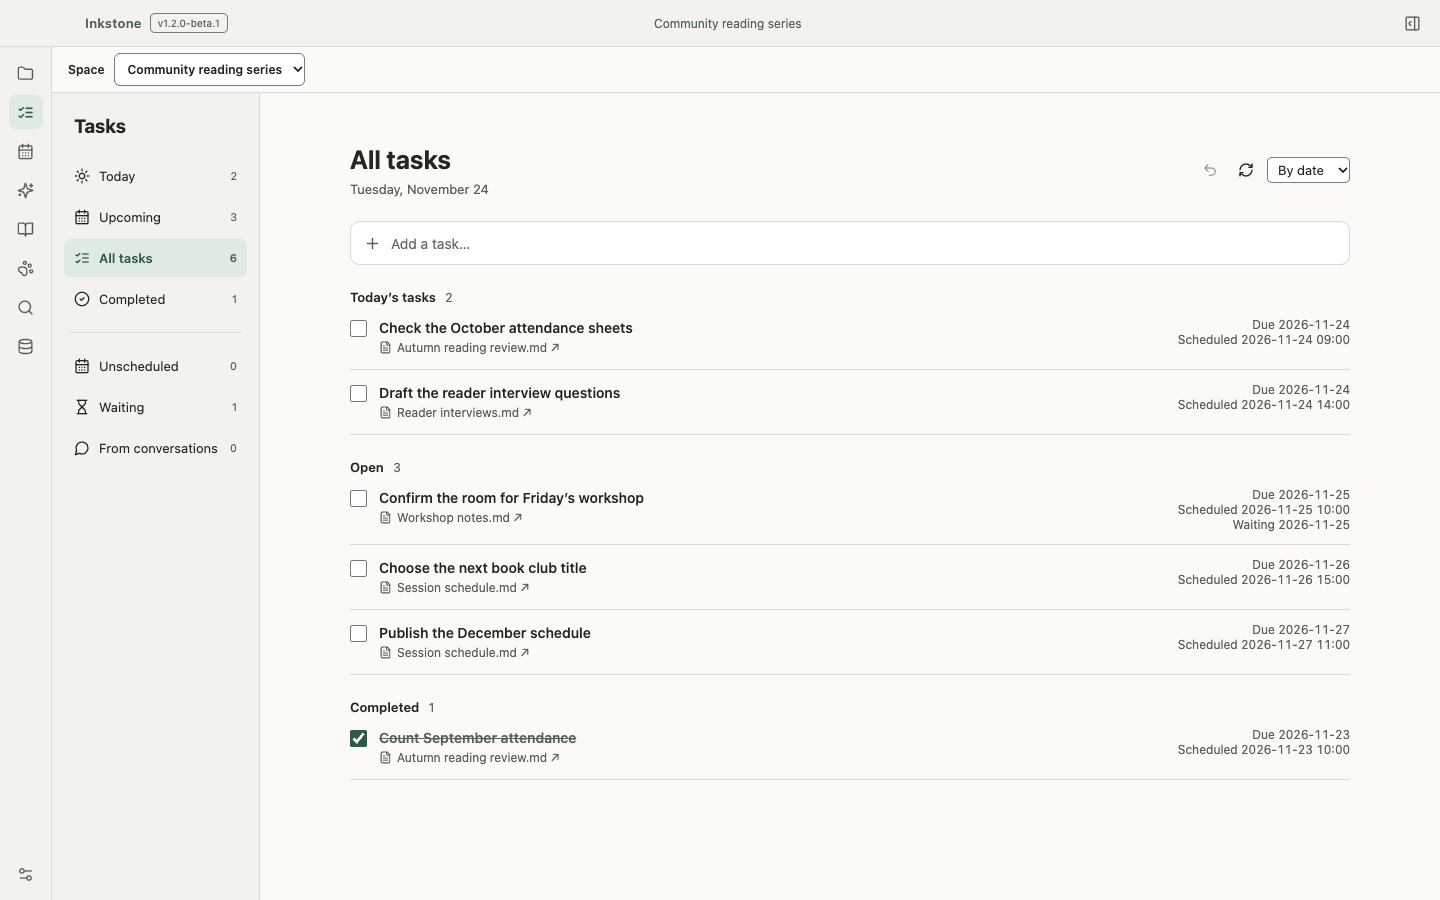 Inkstone
v1.2.0-beta.1
Community reading series
Space
Community reading series
Tasks
Today 2
Upcoming 3
All tasks 6
Completed 1
Unscheduled 0
Waiting 1
From conversations 0
All tasks
Tuesday, November 24
By date
Add a task...
Today’s tasks 2
Check the October attendance sheets
Autumn reading review.md
Due 2026-11-24
Scheduled 2026-11-24 09:00
Draft the reader interview questions
Reader interviews.md
Due 2026-11-24
Scheduled 2026-11-24 14:00
Open 3
Confirm the room for Friday’s workshop
Workshop notes.md
Due 2026-11-25
Scheduled 2026-11-25 10:00
Waiting 2026-11-25
Choose the next book club title
Session schedule.md
Due 2026-11-26
Scheduled 2026-11-26 15:00
Publish the December schedule
Session schedule.md
Due 2026-11-27
Scheduled 2026-11-27 11:00
Completed 1
Count September attendance
Autumn reading review.md
Due 2026-11-23
Scheduled 2026-11-23 10:00